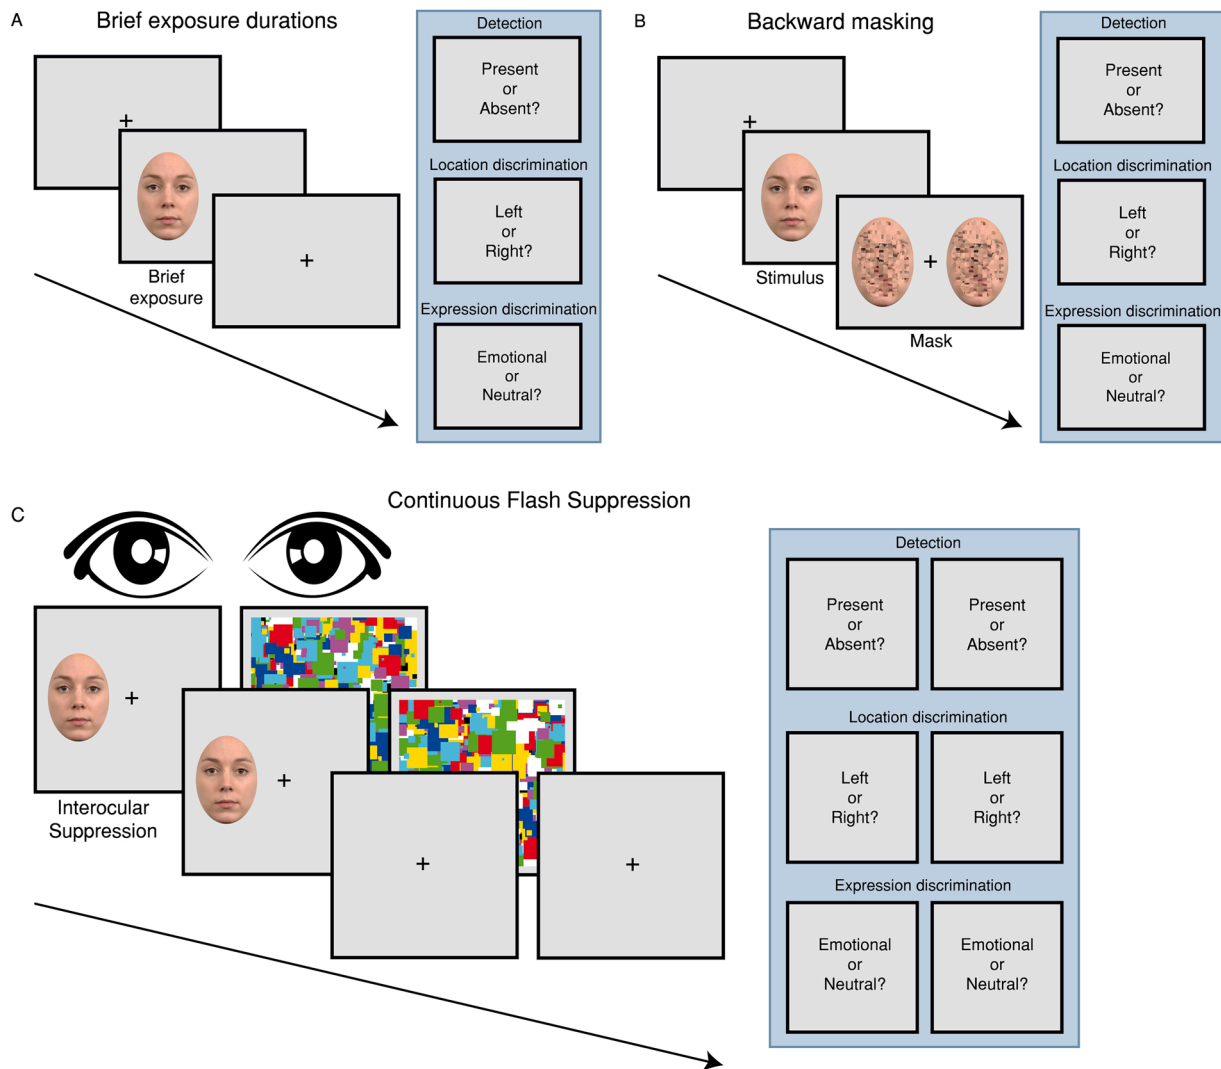 A
Brief exposure durations
+
Brief
exposure
+
Detection
Present
or
Absent?
Location discrimination
Left
or
Right?
Expression discrimination
Emotional
or
Neutral?
B
Backward masking
+
Stimulus
+
Mask
Detection
Present
or
Absent?
Location discrimination
Left
or
Right?
Expression discrimination
Emotional
or
Neutral?
C
Continuous Flash Suppression
+
Interocular
Suppression
+
+
+
Detection
Present
or
Absent?
Present
or
Absent?
Location discrimination
Left
or
Right?
Left
or
Right?
Expression discrimination
Emotional
or
Neutral?
Emotional
or
Neutral?